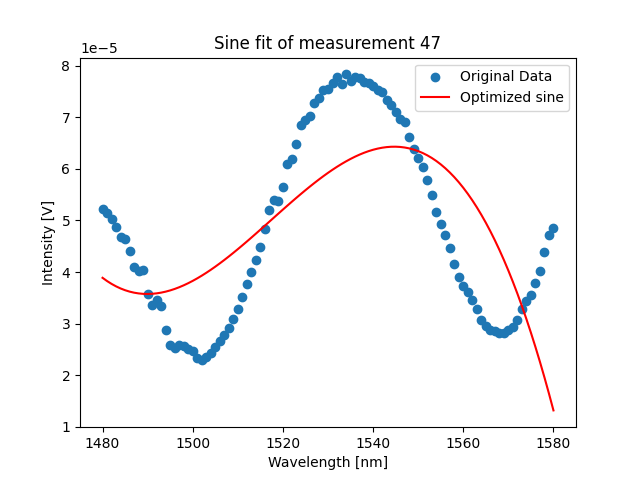 Sine fit of measurement 47
1e−5
8
7
6
5
4
3
2
1
Intensity [V]
Original Data
Optimized sine
1480
1500
1520
1540
1560
1580
Wavelength [nm]